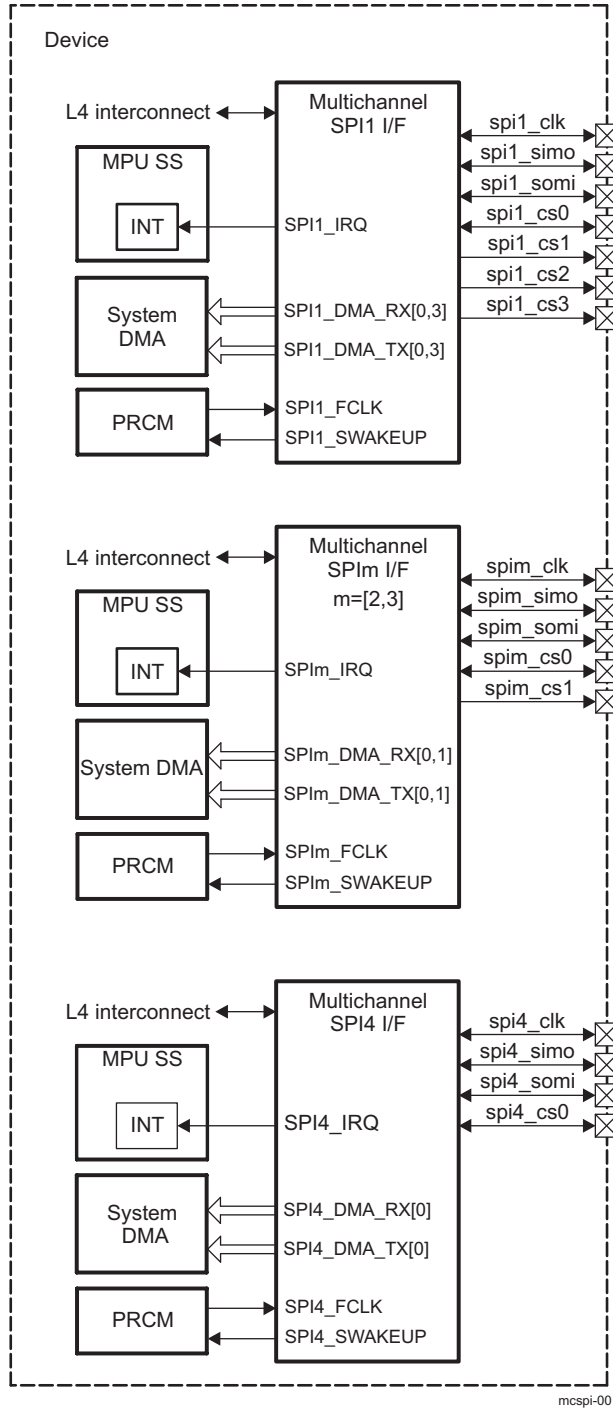 Device
L4 interconnect
Multichannel
SPI1 I/F
MPU SS
INT
SPI1_IRQ
System
DMA
SPI1_DMA_RX[0,3]
SPI1_DMA_TX[0,3]
PRCM
SPI1_FCLK
SPI1_SWAKEUP
spi1_clk
spi1_simo
spi1_somi
spi1_cs0
spi1_cs1
spi1_cs2
spi1_cs3
L4 interconnect
Multichannel
SPIm I/F
m=[2,3]
MPU SS
INT
SPIm_IRQ
System DMA
SPIm_DMA_RX[0,1]
SPIm_DMA_TX[0,1]
PRCM
SPIm_FCLK
SPIm_SWAKEUP
spim_clk
spim_simo
spim_somi
spim_cs0
spim_cs1
L4 interconnect
Multichannel
SPI4 I/F
MPU SS
INT
SPI4_IRQ
System
DMA
SPI4_DMA_RX[0]
SPI4_DMA_TX[0]
PRCM
SPI4_FCLK
SPI4_SWAKEUP
spi4_clk
spi4_simo
spi4_somi
spi4_cs0
mcspi-00